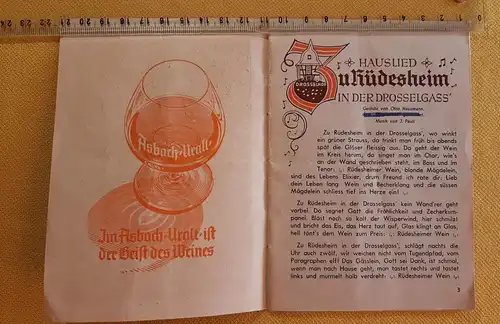 Asbach-Uralt
Im Asbach-Uralt ist
der Geist des Weines
HAUSLIED
Zu Rüdesheim
DROSSELHOF
IN DER DROSSELGASS'
Gedicht von Otto Hausmann
Musik von J. Pauli
Zu Rüdesheim in der Drosselgass', wo winkt
ein grüner Strauss, da trinkt man früh bis abends
spät die Gläser fleissig aus. Da geht der Wein
im Kreis herom, da singt man im Chor, wie's
an der Wand geschrieben steht, im Bass und im
Tenor. Rüdesheimer Wein, blonde Mägdelein,
sind des Lebens Elixier, drum Freund ich rate dir: Lieb
dein Leben lang Wein und Becherklang und die süssen
Mägdelein schliess tief ins Herze ein!
Zu Rüdesheim in der Drosselgass' kein Wand'rer geht
vorbei. Da segnet Gott die Fröhlichkeit und Zecherkum-
panei. Bläst noch so kalt der Wisperwind, hier schmilzt
und bricht das Eis, das Herz taut auf, Glas klingt an Glas,
hell tönt's dem Wein zum Preis: Rüdesheimer Wein
Zu Rüdesheim in der Drosselgass', schlägt nachts die
Uhr auch zwölf, wir weichen nicht vom Tugendpfad, vom
Paragraphen elf! Das Gässlein, Gott sei Dank, ist schmal,
wenn man nach Hause geht, man tastet rechts und tastet
links und murmelt halb verdreht: Rüdesheimer Wein
3